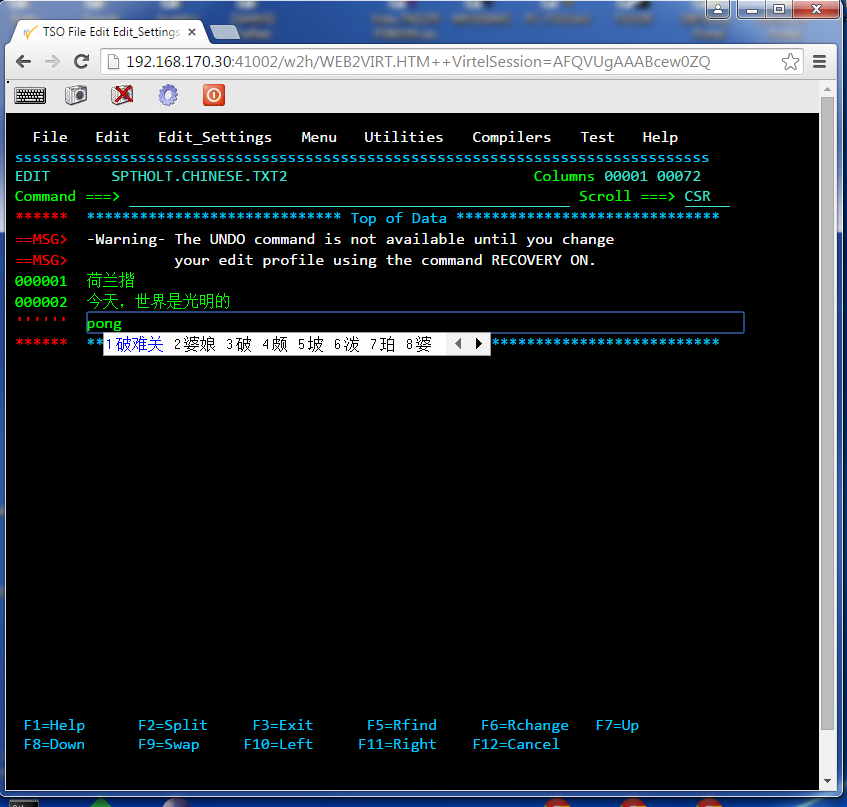 TSO File Edit Edit_Settings
192.168.170.30:41002/w2h/WEB2VIRT.HTM++VirtelSession=AFQVUgAAABcew0ZQ
File Edit Edit_Settings Menu Utilities Compilers Test Help
sssssssssssssssssssssssssssssssssssssssssssssssssssssssssssssssssssssssssssssss
EDIT SPTHOLT.CHINESE.TXT2 Columns 00001 00072
Command ===> Scroll ===> CSR
****** ***************************** Top of Data ******************************
==MSG> -Warning- The UNDO command is not available until you change
==MSG> your edit profile using the command RECOVERY ON.
000001 荷兰揩
000002 今天，世界是光明的
'''''' pong
1破难关 2婆娘 3破 4颇 5坡 6泼 7珀 8婆
****** ** **************************
F1=Help F2=Split F3=Exit F5=Rfind F6=Rchange F7=Up
F8=Down F9=Swap F10=Left F11=Right F12=Cancel